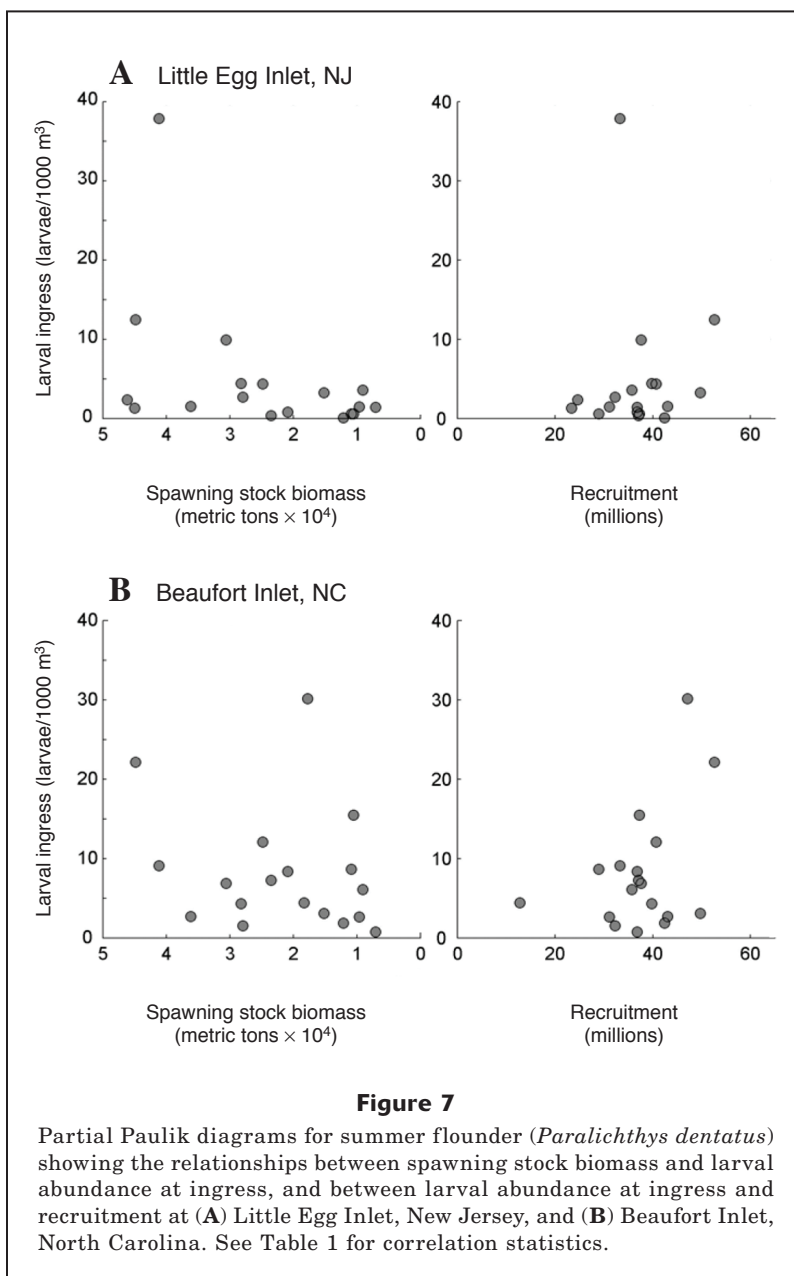 A Little Egg Inlet, NJ
Larval ingress (larvae/1000 m³)
40
30
20
10
0
5 4 3 2 1 0
Spawning stock biomass
(metric tons × 10⁴)
40
30
20
10
0
0 20 40 60
Recruitment
(millions)
B Beaufort Inlet, NC
Larval ingress (larvae/1000 m³)
40
30
20
10
0
5 4 3 2 1 0
Spawning stock biomass
(metric tons × 10⁴)
40
30
20
10
0
0 20 40 60
Recruitment
(millions)
Figure 7
Partial Paulik diagrams for summer flounder (Paralichthys dentatus)
showing the relationships between spawning stock biomass and larval
abundance at ingress, and between larval abundance at ingress and
recruitment at (A) Little Egg Inlet, New Jersey, and (B) Beaufort Inlet,
North Carolina. See Table 1 for correlation statistics.